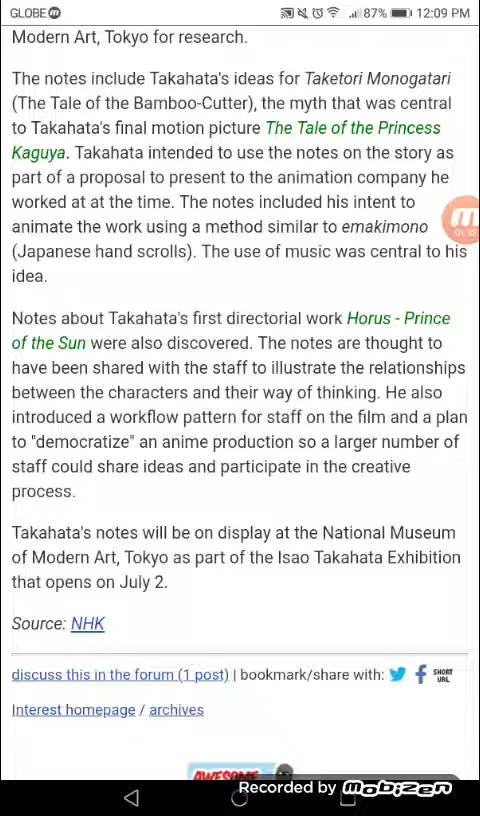 GLOBE 87% 12:09 PM
Modern Art, Tokyo for research.
The notes include Takahata's ideas for Taketori Monogatari
(The Tale of the Bamboo-Cutter), the myth that was central
to Takahata's final motion picture The Tale of the Princess
Kaguya. Takahata intended to use the notes on the story as
part of a proposal to present to the animation company he
worked at at the time. The notes included his intent to
animate the work using a method similar to emakimono
01:32
(Japanese hand scrolls). The use of music was central to his
idea.
Notes about Takahata's first directorial work Horus - Prince
of the Sun were also discovered. The notes are thought to
have been shared with the staff to illustrate the relationships
between the characters and their way of thinking. He also
introduced a workflow pattern for staff on the film and a plan
to "democratize" an anime production so a larger number of
staff could share ideas and participate in the creative
process.
Takahata's notes will be on display at the National Museum
of Modern Art, Tokyo as part of the Isao Takahata Exhibition
that opens on July 2.
Source: NHK
discuss this in the forum (1 post) | bookmark/share with: SHORT URL
Interest homepage / archives
AWESOME
Recorded by mobizen